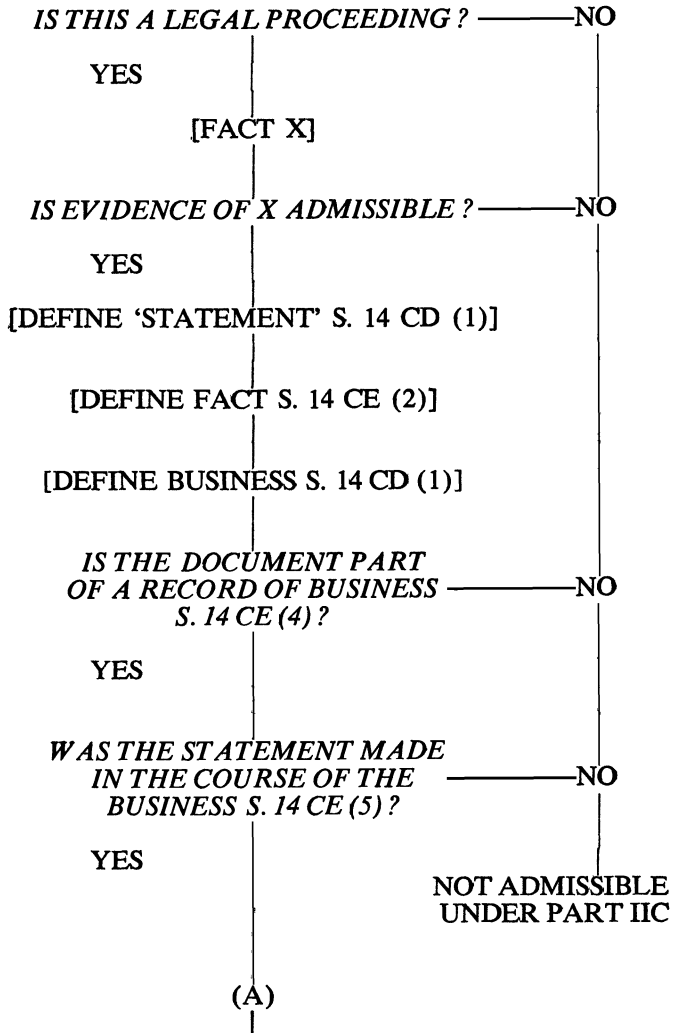 IS THIS A LEGAL PROCEEDING ? NO
YES
[FACT X]
IS EVIDENCE OF X ADMISSIBLE ? NO
YES
[DEFINE ‘STATEMENT’ S. 14 CD (1)]
[DEFINE FACT S. 14 CE (2)]
[DEFINE BUSINESS S. 14 CD (1)]
IS THE DOCUMENT PART
OF A RECORD OF BUSINESS NO
S. 14 CE (4) ?
YES
WAS THE STATEMENT MADE
IN THE COURSE OF THE NO
BUSINESS S. 14 CE (5) ?
YES
NOT ADMISSIBLE
UNDER PART IIC
(A)